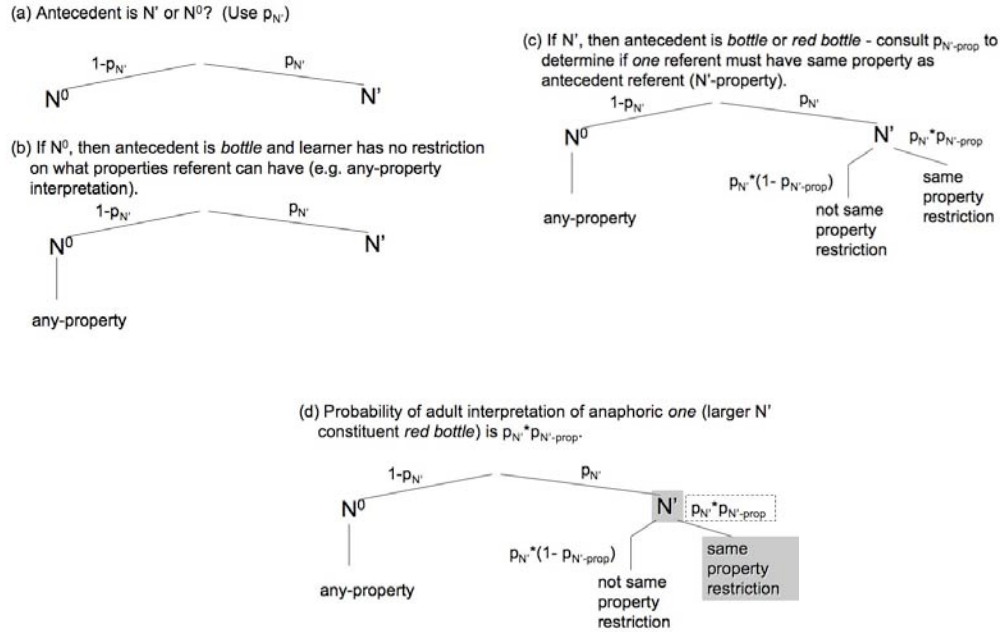 (a) Antecedent is N' or N⁰? (Use pN')
1-pN'
pN'
N⁰
N'
(b) If N⁰, then antecedent is bottle and learner has no restriction
on what properties referent can have (e.g. any-property
interpretation).
1-pN'
pN'
N⁰
N'
any-property
(c) If N', then antecedent is bottle or red bottle - consult pN'-prop to
determine if one referent must have same property as
antecedent referent (N'-property).
1-pN'
pN'
N⁰
N' pN'*pN'-prop
pN'*(1- pN'-prop)
any-property
not same
property
restriction
same
property
restriction
(d) Probability of adult interpretation of anaphoric one (larger N'
constituent red bottle) is pN'*pN'-prop.
1-pN'
pN'
N⁰
N' pN'*pN'-prop
pN'*(1- pN'-prop)
any-property
not same
property
restriction
same
property
restriction